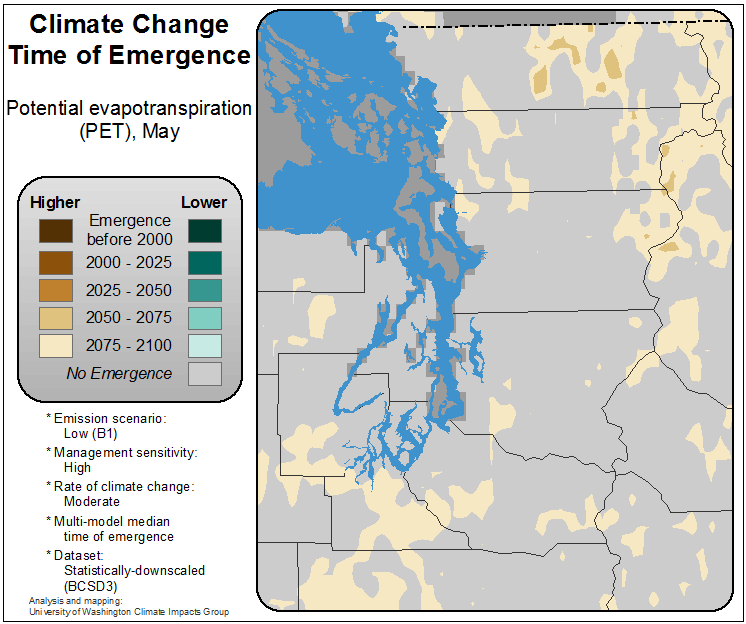 Climate Change
Time of Emergence
Potential evapotranspiration
(PET), May
Higher Lower
Emergence
before 2000
2000 - 2025
2025 - 2050
2050 - 2075
2075 - 2100
No Emergence
* Emission scenario:
Low (B1)
* Management sensitivity:
High
* Rate of climate change:
Moderate
* Multi-model median
time of emergence
* Dataset:
Statistically-downscaled
(BCSD3)
Analysis and mapping:
University of Washington Climate Impacts Group